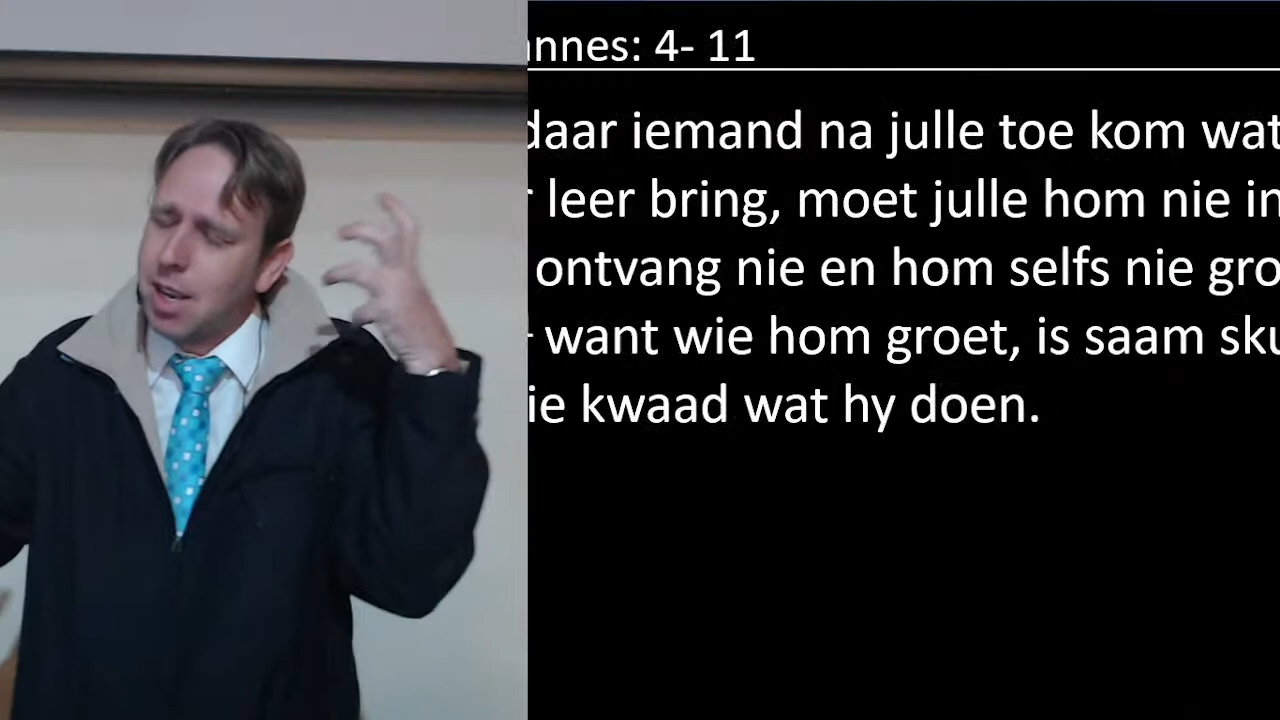 nnes: 4- 11
daar iemand na julle toe kom wat
leer bring, moet julle hom nie in
ontvang nie en hom selfs nie gro
want wie hom groet, is saam sku
ie kwaad wat hy doen.